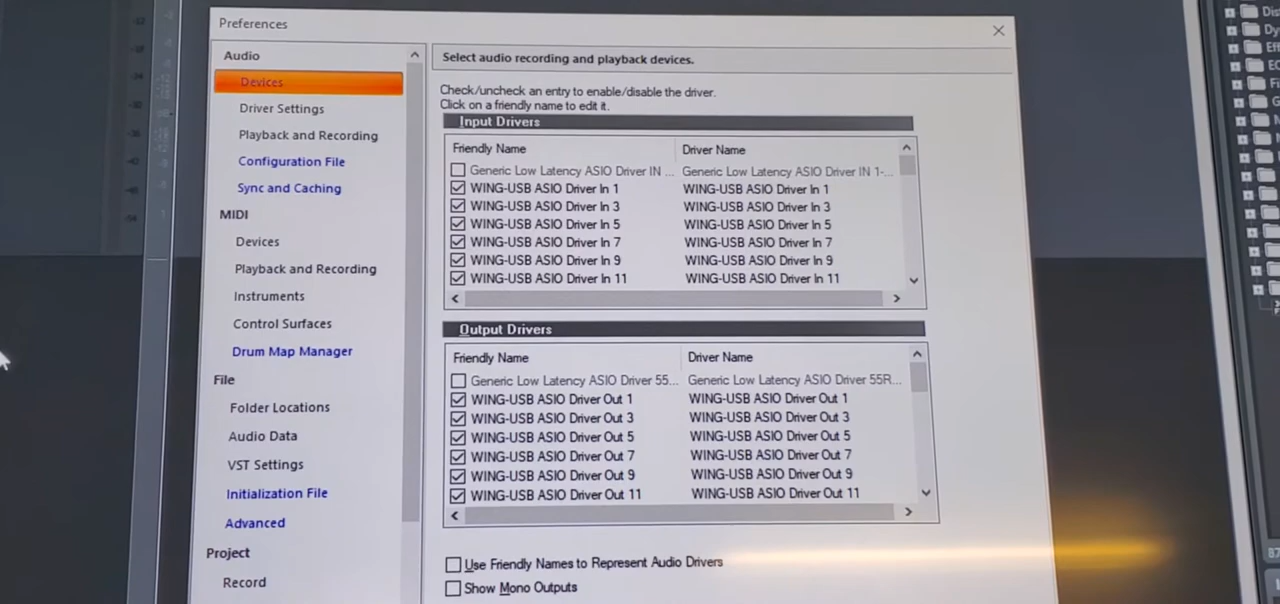 Preferences
Audio
Devices
Driver Settings
Playback and Recording
Configuration File
Sync and Caching
MIDI
Devices
Playback and Recording
Instruments
Control Surfaces
Drum Map Manager
File
Folder Locations
Audio Data
VST Settings
Initialization File
Advanced
Project
Record
Select audio recording and playback devices.
Check/uncheck an entry to enable/disable the driver.
Click on a friendly name to edit it.
Input Drivers
Friendly Name Driver Name
Generic Low Latency ASIO Driver IN ... Generic Low Latency ASIO Driver IN 1-...
WING-USB ASIO Driver In 1 WING-USB ASIO Driver In 1
WING-USB ASIO Driver In 3 WING-USB ASIO Driver In 3
WING-USB ASIO Driver In 5 WING-USB ASIO Driver In 5
WING-USB ASIO Driver In 7 WING-USB ASIO Driver In 7
WING-USB ASIO Driver In 9 WING-USB ASIO Driver In 9
WING-USB ASIO Driver In 11 WING-USB ASIO Driver In 11
Output Drivers
Friendly Name Driver Name
Generic Low Latency ASIO Driver 55... Generic Low Latency ASIO Driver 55R...
WING-USB ASIO Driver Out 1 WING-USB ASIO Driver Out 1
WING-USB ASIO Driver Out 3 WING-USB ASIO Driver Out 3
WING-USB ASIO Driver Out 5 WING-USB ASIO Driver Out 5
WING-USB ASIO Driver Out 7 WING-USB ASIO Driver Out 7
WING-USB ASIO Driver Out 9 WING-USB ASIO Driver Out 9
WING-USB ASIO Driver Out 11 WING-USB ASIO Driver Out 11
Use Friendly Names to Represent Audio Drivers
Show Mono Outputs